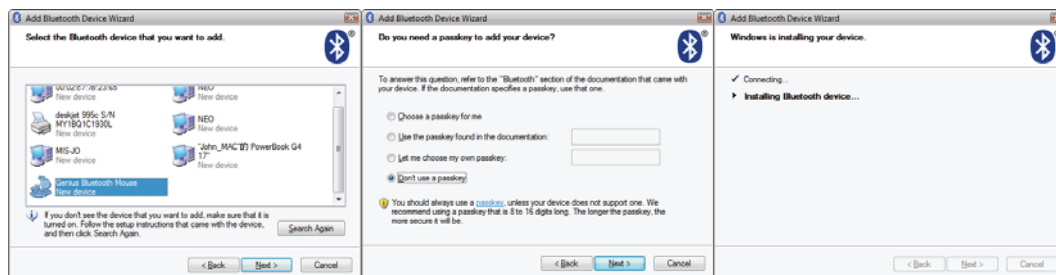 Add Bluetooth Device Wizard
Select the Bluetooth device that you want to add.
®
00:02:87:78:23:65
New device
NEO
New device
deskjet 995c S/N
MY18Q1C1930L
New device
NEO
New device
MIS-JO
New device
"John_MAC"的 PowerBook G4
17"
New device
Genius Bluetooth Mouse
New device
If you don't see the device that you want to add, make sure that it is
turned on. Follow the setup instructions that came with the device,
and then click Search Again.
Search Again
< Back
Next >
Cancel
Add Bluetooth Device Wizard
Do you need a passkey to add your device?
®
To answer this question, refer to the "Bluetooth" section of the documentation that came with
your device. If the documentation specifies a passkey, use that one.
Choose a passkey for me
Use the passkey found in the documentation:
Let me choose my own passkey:
Don't use a passkey
You should always use a passkey, unless your device does not support one. We
recommend using a passkey that is 8 to 16 digits long. The longer the passkey, the
more secure it will be.
< Back
Next >
Cancel
Add Bluetooth Device Wizard
Windows is installing your device.
®
Connecting...
Installing Bluetooth device...
< Back
Next >
Cancel